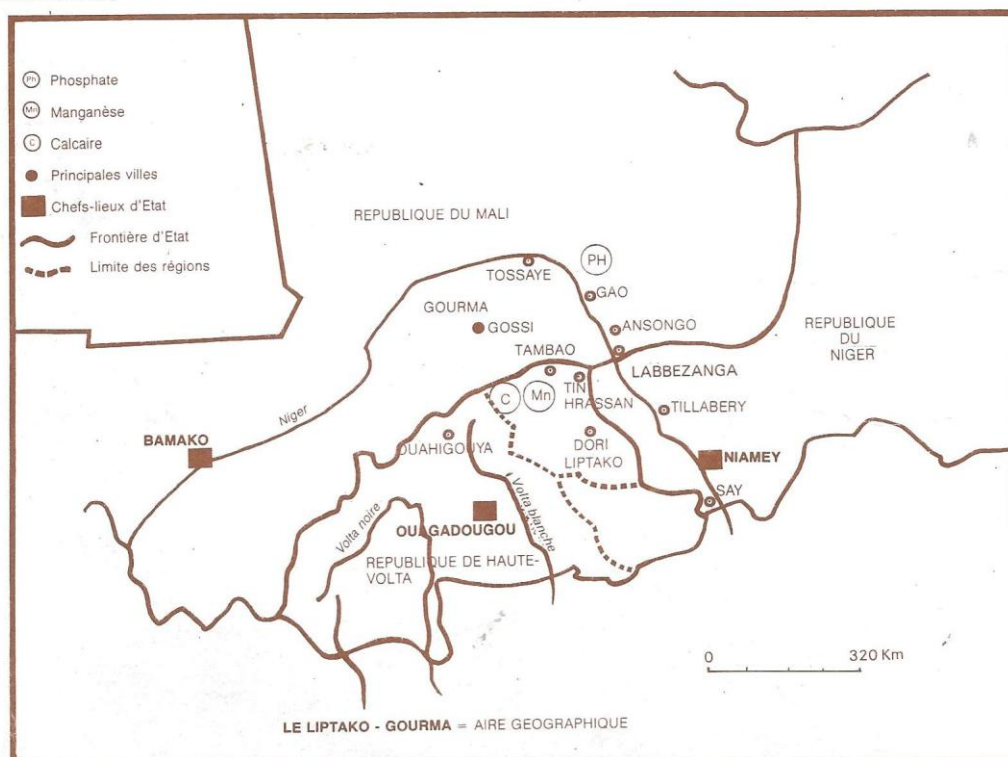 Ph Phosphate
Mn Manganèse
C Calcaire
Principales villes
Chefs-lieux d'Etat
Frontière d'Etat
Limite des régions
REPUBLIQUE DU MALI
PH
TOSSAYE
GAO
GOURMA
GOSSI
ANSONGO
REPUBLIQUE
DU
NIGER
TAMBAO
LABBEZANGA
C
Mn
TIN
HRASSAN
TILLABERY
Niger
BAMAKO
OUAHIGOUYA
DORI
LIPTAKO
NIAMEY
SAY
Volta noire
Volta blanche
OUAGADOUGOU
REPUBLIQUE DE HAUTE-
VOLTA
0 320 Km
LE LIPTAKO - GOURMA = AIRE GEOGRAPHIQUE